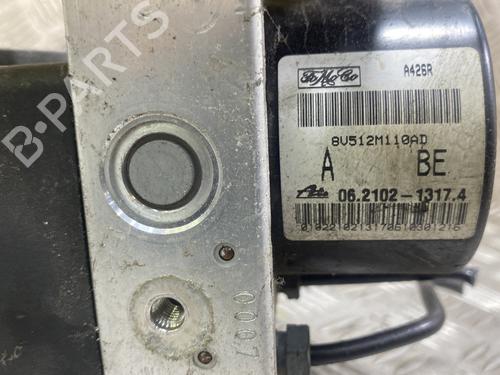 FoMoCo
A426R
8V512M110AD
A BE
Ate 06.2102-1317.4
0007
B-PARTS